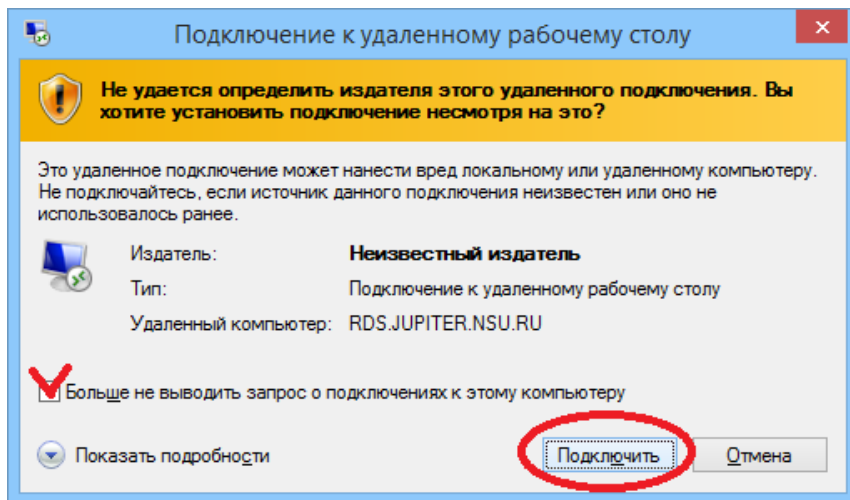 Подключение к удаленному рабочему столу
Не удается определить издателя этого удаленного подключения. Вы
хотите установить подключение несмотря на это?
Это удаленное подключение может нанести вред локальному или удаленному компьютеру.
Не подключайтесь, если источник данного подключения неизвестен или оно не
использовалось ранее.
Издатель: Неизвестный издатель
Тип: Подключение к удаленному рабочему столу
Удаленный компьютер: RDS.JUPITER.NSU.RU
Больше не выводить запрос о подключениях к этому компьютеру
Показать подробности Подключить Отмена